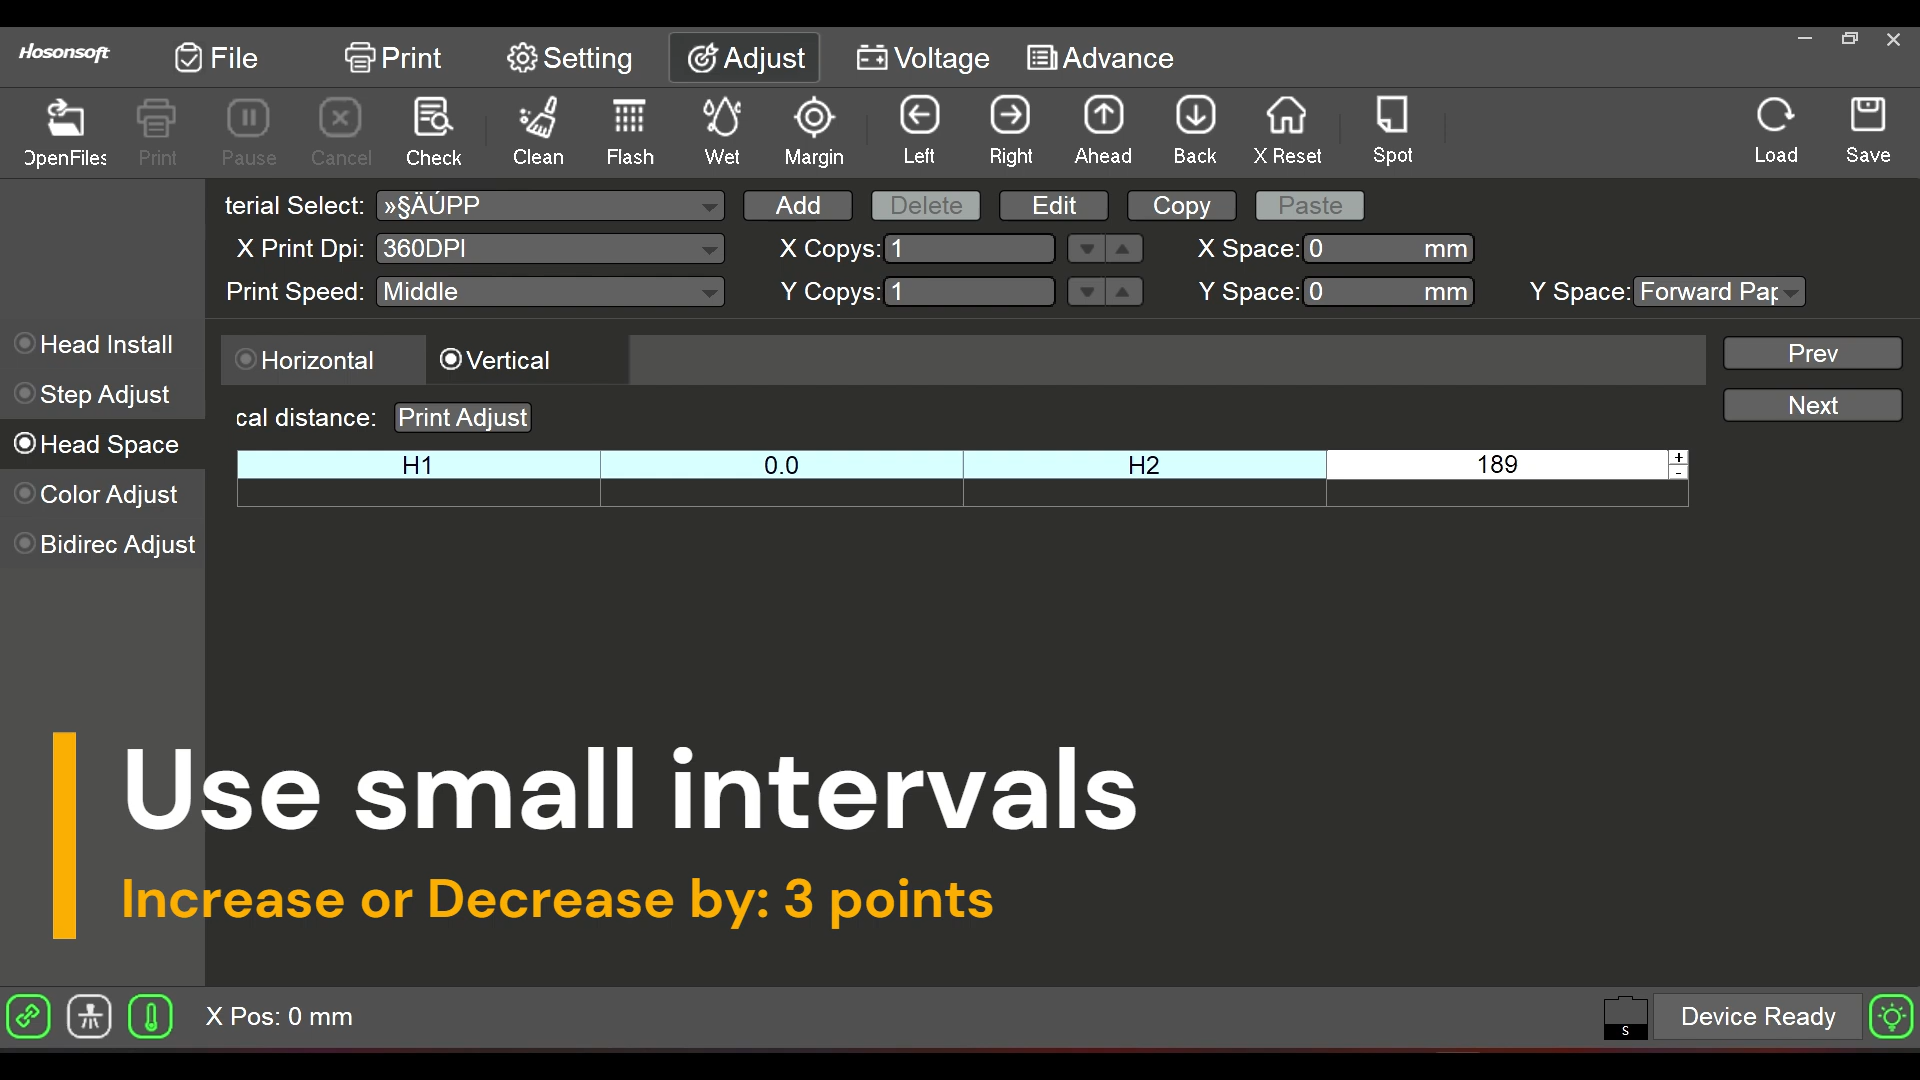 Hosonsoft File Print Setting Adjust Voltage Advance
OpenFiles Print Pause Cancel Check Clean Flash Wet Margin Left Right Ahead Back X Reset Spot Load Save
terial Select: »§ÄÚPP Add Delete Edit Copy Paste
X Print Dpi: 360DPI X Copys: 1 X Space: 0 mm
Print Speed: Middle Y Copys: 1 Y Space: 0 mm Y Space: Forward Pap
Head Install
Step Adjust
Head Space
Color Adjust
Bidirec Adjust
Horizontal Vertical
Prev
Next
cal distance: Print Adjust
H1 0.0 H2 189 + -
Use small intervals
Increase or Decrease by: 3 points
X Pos: 0 mm S Device Ready